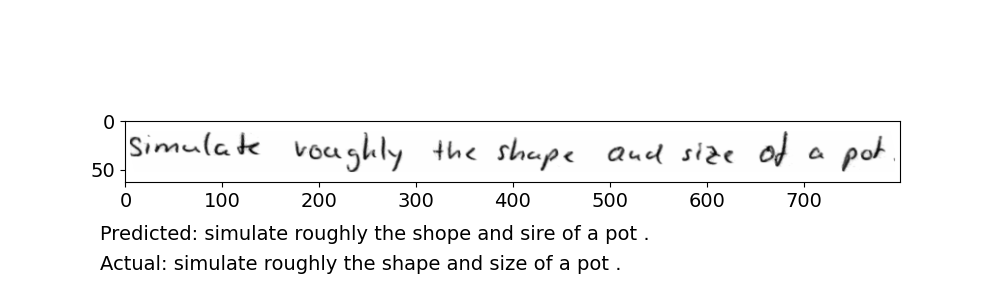 0
simulate roughly the shape and size of a pot.
50
0 100 200 300 400 500 600 700
Predicted: simulate roughly the shope and sire of a pot .
Actual: simulate roughly the shape and size of a pot .